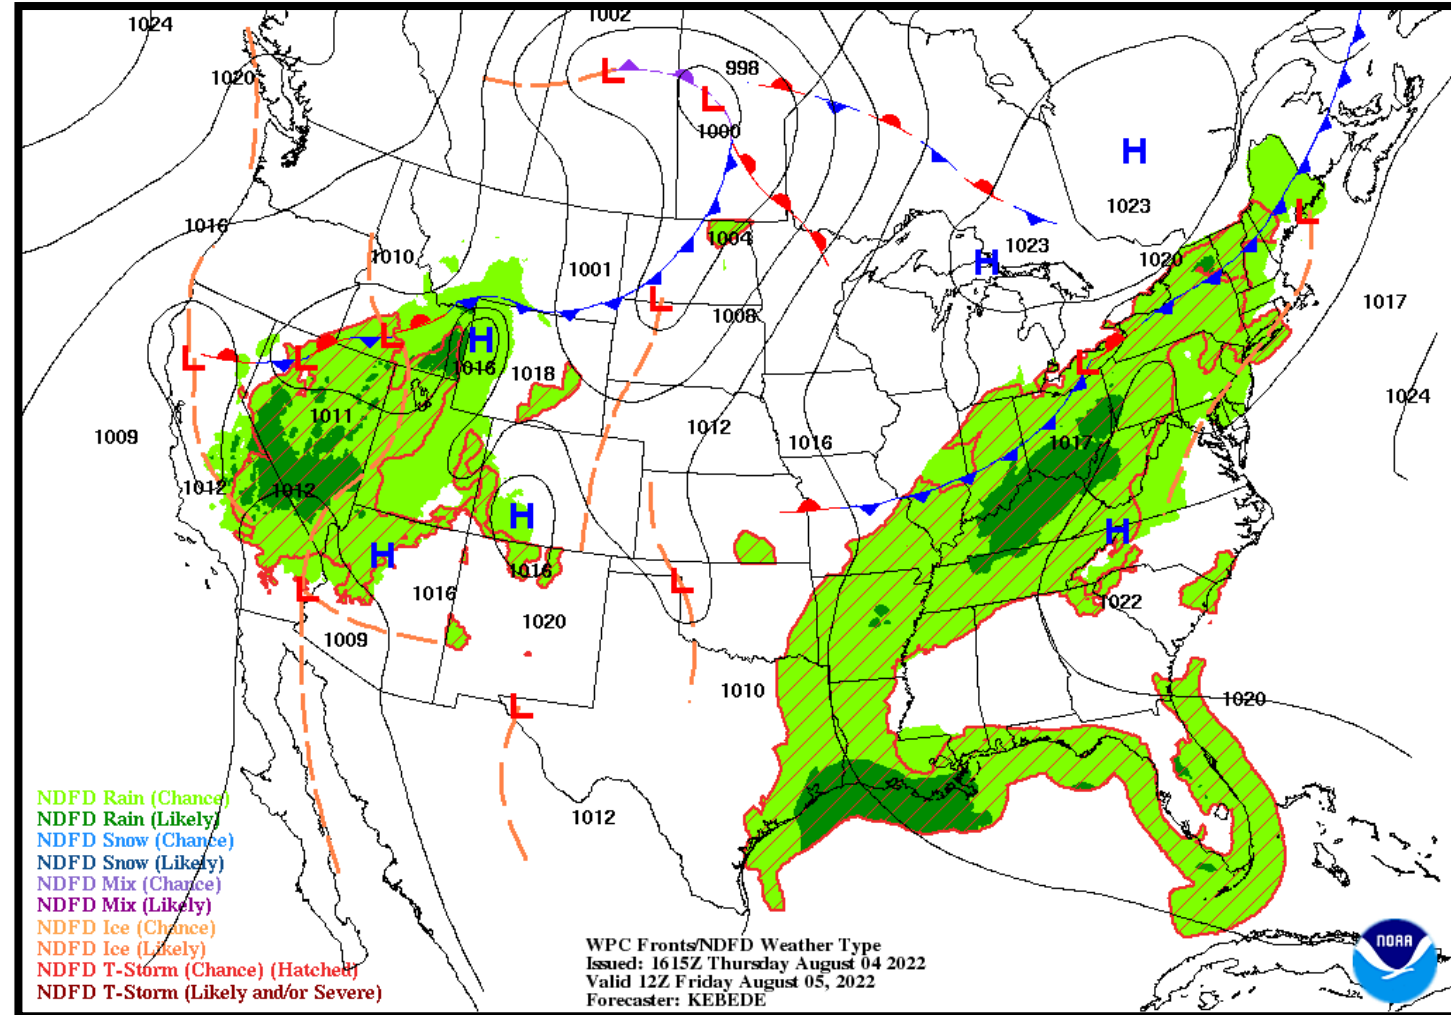 1002
1024
998
1020
1000
H
1023
1016
1004
1023
1010
H
1020
1001
1017
1008
H
1016
1018
1011
1024
1009
1012
1016
1017
1012
1012
H
H
H
1016
1016
1022
1020
1009
1010
1020
1012
L
L
L
L
L
L
L
L
L
L
L
NDFD Rain (Chance)
NDFD Rain (Likely)
NDFD Snow (Chance)
NDFD Snow (Likely)
NDFD Mix (Chance)
NDFD Mix (Likely)
NDFD Ice (Chance)
NDFD Ice (Likely)
NDFD T-Storm (Chance) (Hatched)
NDFD T-Storm (Likely and/or Severe)
WPC Fronts/NDFD Weather Type
Issued: 1615Z Thursday August 04 2022
Valid 12Z Friday August 05, 2022
Forecaster: KEBEDE
NOAA